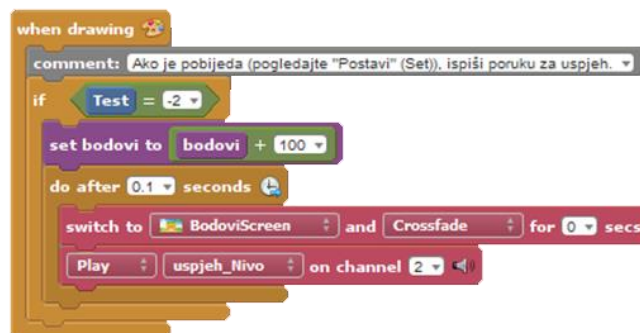 when drawing
comment: Ako je pobijeda (pogledajte "Postavi" (Set)), ispiši poruku za uspjeh.
if Test = -2
set bodovi to bodovi + 100
do after 0.1 seconds
switch to BodoviScreen and Crossfade for 0 secs
Play uspjeh_Nivo on channel 2